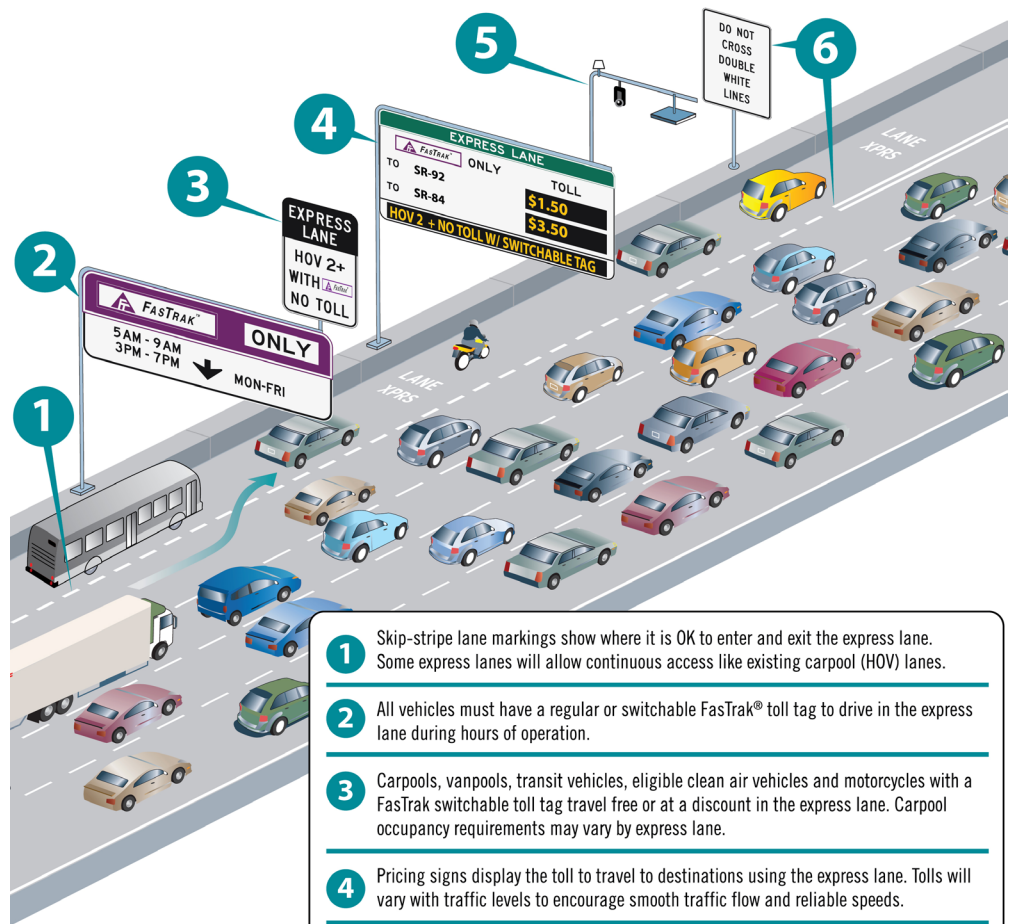 5
6
DO NOT
CROSS
DOUBLE
WHITE
LINES
4
EXPRESS LANE
FASTRAK™ ONLY
TOLL
TO SR-92 $1.50
TO SR-84 $3.50
HOV 2 + NO TOLL W/ SWITCHABLE TAG
LANE
XPRS
3
EXPRESS
LANE
HOV 2+
WITH FasTrak
NO TOLL
2
FASTRAK™ ONLY
5AM - 9AM
3PM - 7PM
MON-FRI
LANE
XPRS
1
1 Skip-stripe lane markings show where it is OK to enter and exit the express lane.
Some express lanes will allow continuous access like existing carpool (HOV) lanes.
2 All vehicles must have a regular or switchable FasTrak® toll tag to drive in the express
lane during hours of operation.
3 Carpools, vanpools, transit vehicles, eligible clean air vehicles and motorcycles with a
FasTrak switchable toll tag travel free or at a discount in the express lane. Carpool
occupancy requirements may vary by express lane.
4 Pricing signs display the toll to travel to destinations using the express lane. Tolls will
vary with traffic levels to encourage smooth traffic flow and reliable speeds.